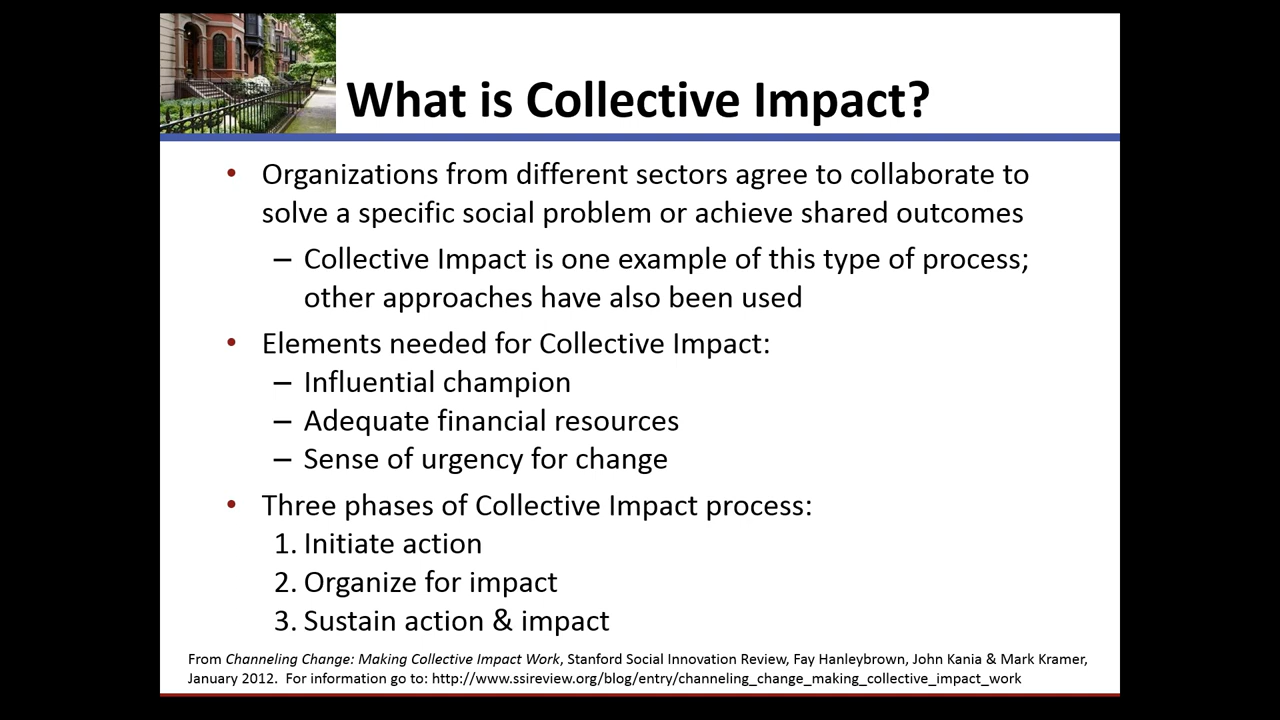 What is Collective Impact?
• Organizations from different sectors agree to collaborate to
solve a specific social problem or achieve shared outcomes
– Collective Impact is one example of this type of process;
other approaches have also been used
• Elements needed for Collective Impact:
– Influential champion
– Adequate financial resources
– Sense of urgency for change
• Three phases of Collective Impact process:
1. Initiate action
2. Organize for impact
3. Sustain action & impact
From Channeling Change: Making Collective Impact Work, Stanford Social Innovation Review, Fay Hanleybrown, John Kania & Mark Kramer,
January 2012.  For information go to: http://www.ssireview.org/blog/entry/channeling_change_making_collective_impact_work